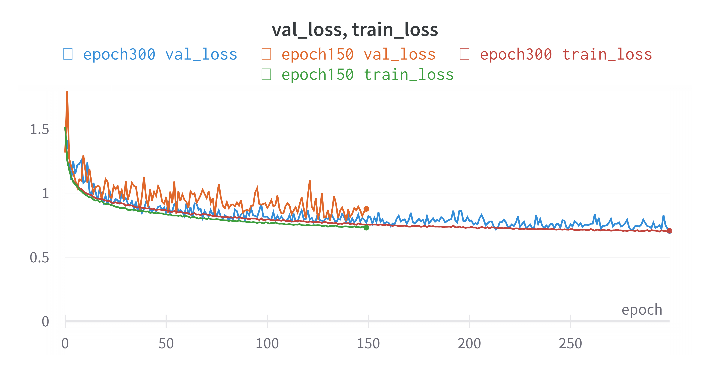 val_loss, train_loss
epoch300 val_loss epoch150 val_loss epoch300 train_loss
epoch150 train_loss
1.5
1
0.5
0
epoch
0 50 100 150 200 250